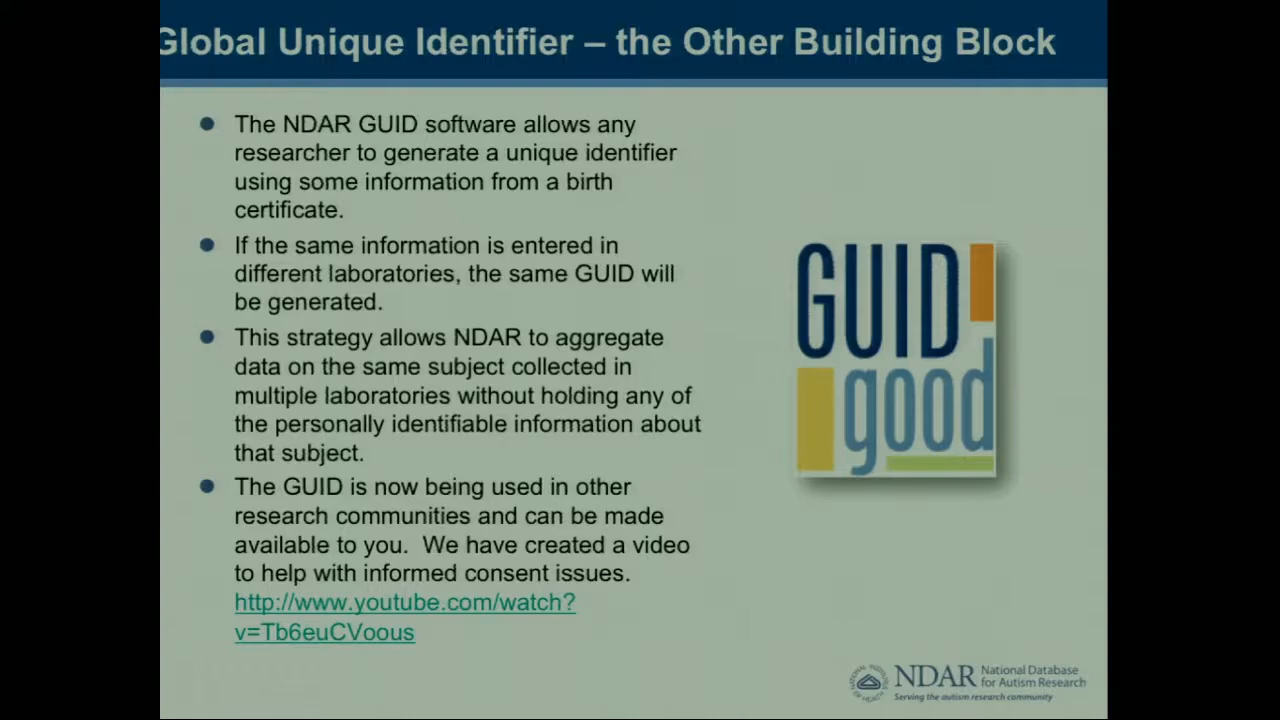 Global Unique Identifier – the Other Building Block
The NDAR GUID software allows any
researcher to generate a unique identifier
using some information from a birth
certificate.
If the same information is entered in
different laboratories, the same GUID will
be generated.
This strategy allows NDAR to aggregate
data on the same subject collected in
multiple laboratories without holding any of
the personally identifiable information about
that subject.
The GUID is now being used in other
research communities and can be made
available to you. We have created a video
to help with informed consent issues.
http://www.youtube.com/watch?
v=Tb6euCVoous
GUID
good
NDAR
National Database
for Autism Research
Serving the autism research community